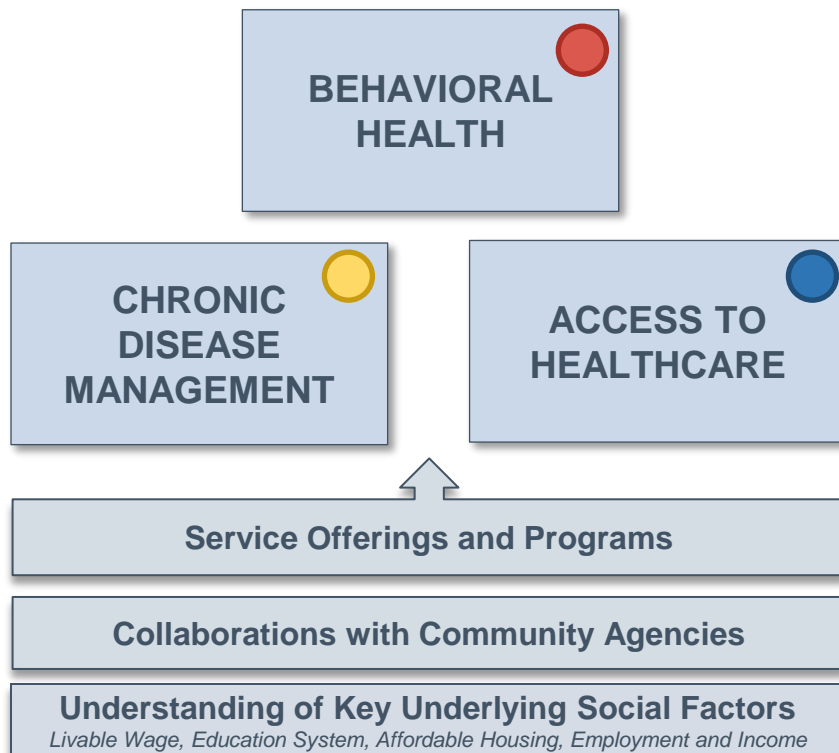 BEHAVIORAL
HEALTH
CHRONIC
DISEASE
MANAGEMENT
ACCESS TO
HEALTHCARE
Service Offerings and Programs
Collaborations with Community Agencies
Understanding of Key Underlying Social Factors
Livable Wage, Education System, Affordable Housing, Employment and Income